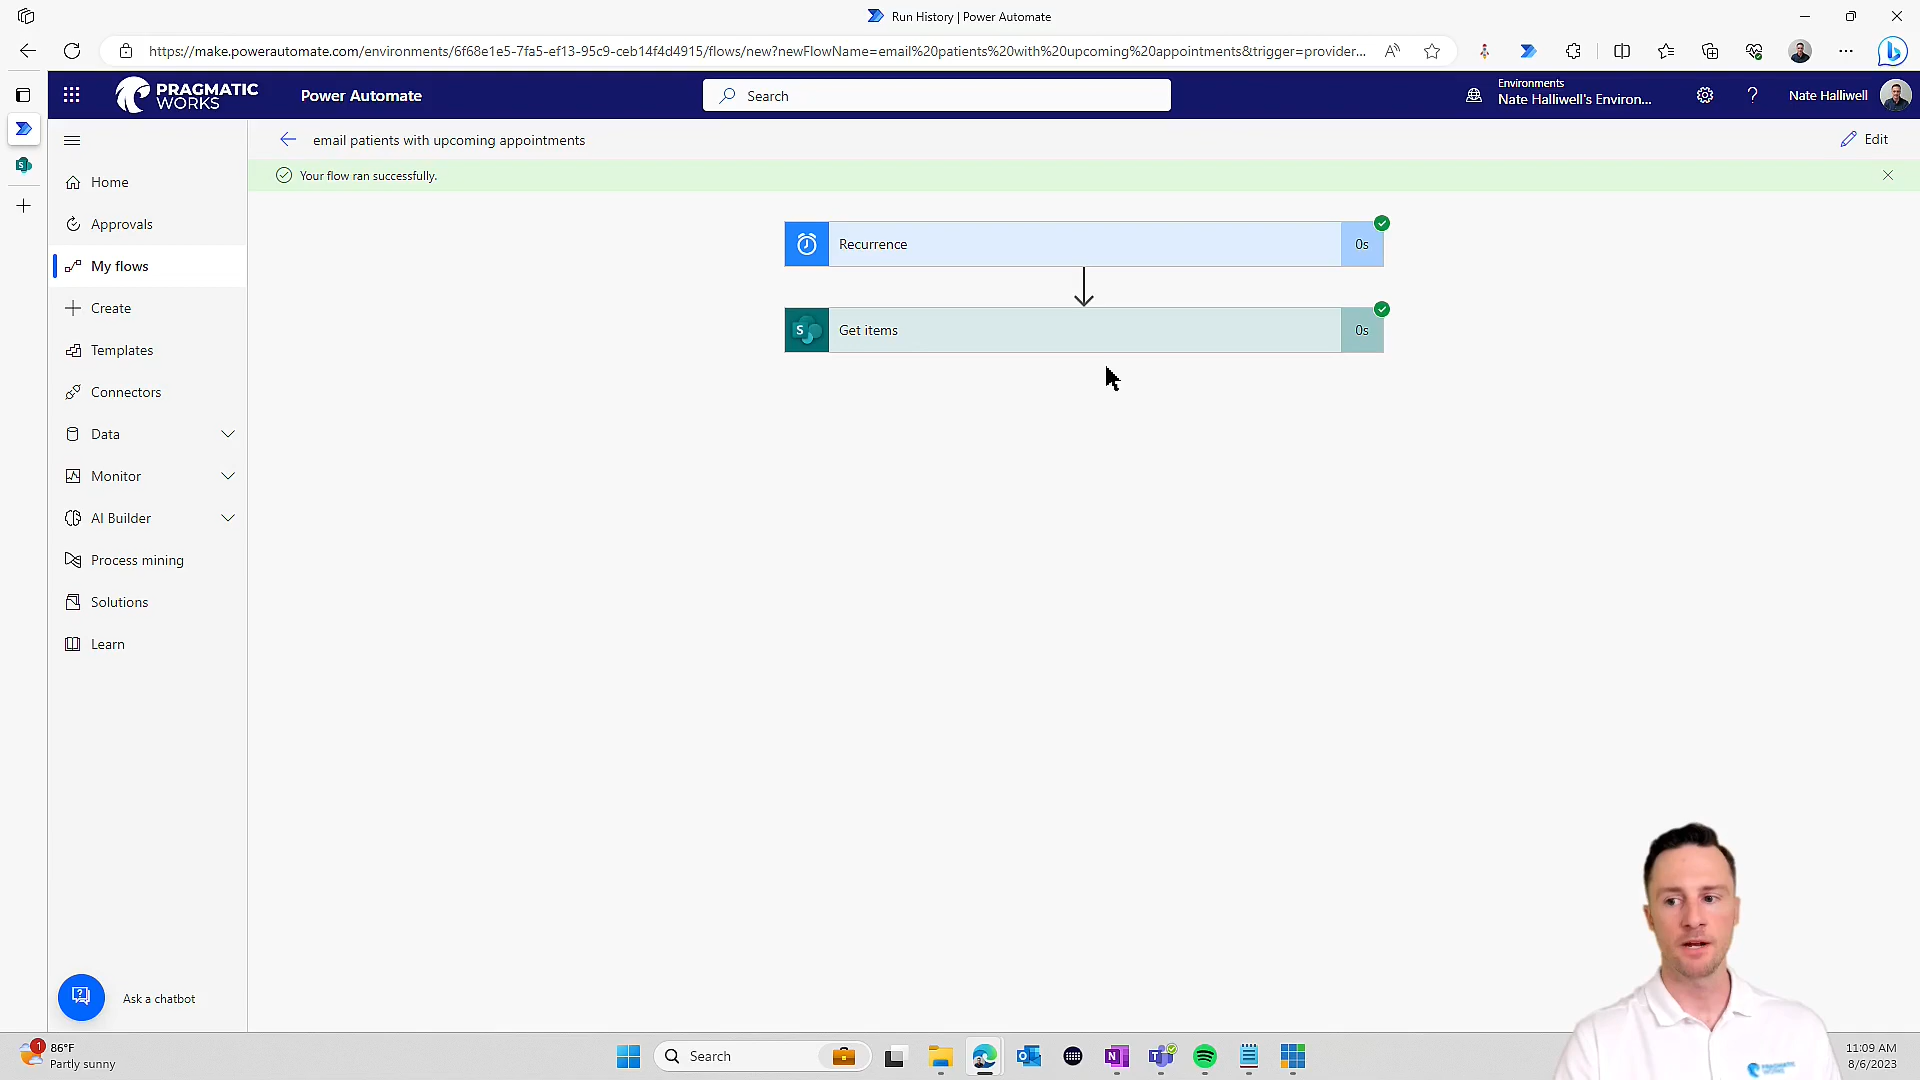 Run History | Power Automate
https://make.powerautomate.com/environments/6f68e1e5-7fa5-ef13-95c9-ceb14f4d4915/flows/new?newFlowName=email%20patients%20with%20upcoming%20appointments&trigger=provider...
PRAGMATIC
WORKS
Power Automate
Search
Environments
Nate Halliwell's Environ...
?
Nate Halliwell
email patients with upcoming appointments
Edit
Your flow ran successfully.
Home
Approvals
My flows
Create
Templates
Connectors
Data
Monitor
AI Builder
Process mining
Solutions
Learn
Recurrence
0s
S
Get items
0s
Ask a chatbot
1
86°F
Partly sunny
Search
11:09 AM
8/6/2023